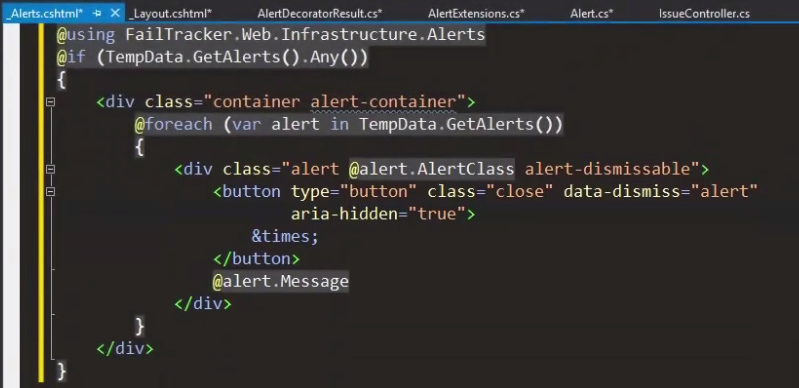 _Alerts.cshtml* _Layout.cshtml* AlertDecoratorResult.cs* AlertExtensions.cs* Alert.cs* IssueController.cs
@using FailTracker.Web.Infrastructure.Alerts
@if (TempData.GetAlerts().Any())
{
<div class="container alert-container">
@foreach (var alert in TempData.GetAlerts())
{
<div class="alert @alert.AlertClass alert-dismissable">
<button type="button" class="close" data-dismiss="alert"
aria-hidden="true">
&times;
</button>
@alert.Message
</div>
}
</div>
}